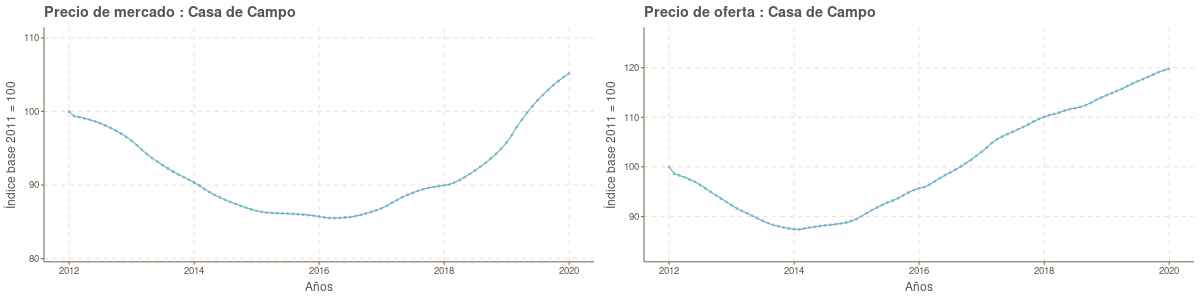 Precio de mercado : Casa de Campo
Índice base 2011 = 100
110
100
90
80
2012 2014 2016 2018 2020
Años
Precio de oferta : Casa de Campo
Índice base 2011 = 100
120
110
100
90
2012 2014 2016 2018 2020
Años